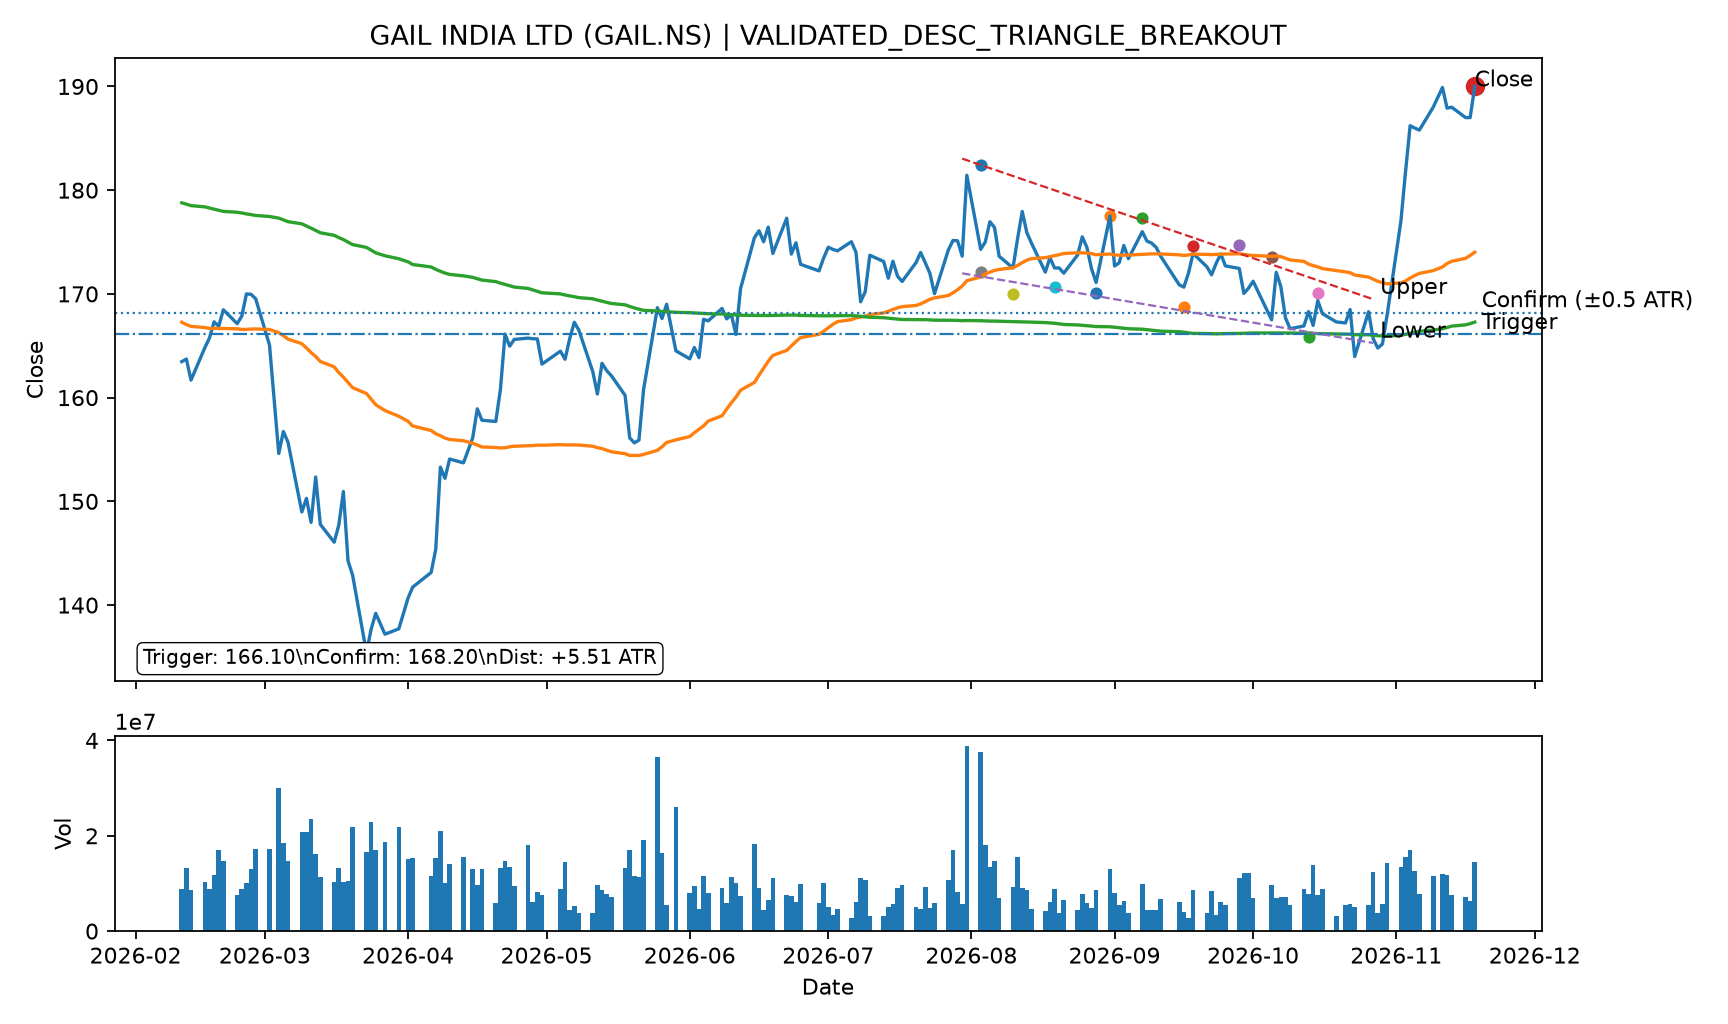 GAIL INDIA LTD (GAIL.NS) | VALIDATED_DESC_TRIANGLE_BREAKOUT
190
180
170
160
150
140
Close
Close
Upper
Confirm (±0.5 ATR)
Trigger
Lower
Trigger: 166.10\nConfirm: 168.20\nDist: +5.51 ATR
1e7
4
2
0
Vol
2026-02
2026-03
2026-04
2026-05
2026-06
2026-07
2026-08
2026-09
2026-10
2026-11
2026-12
Date